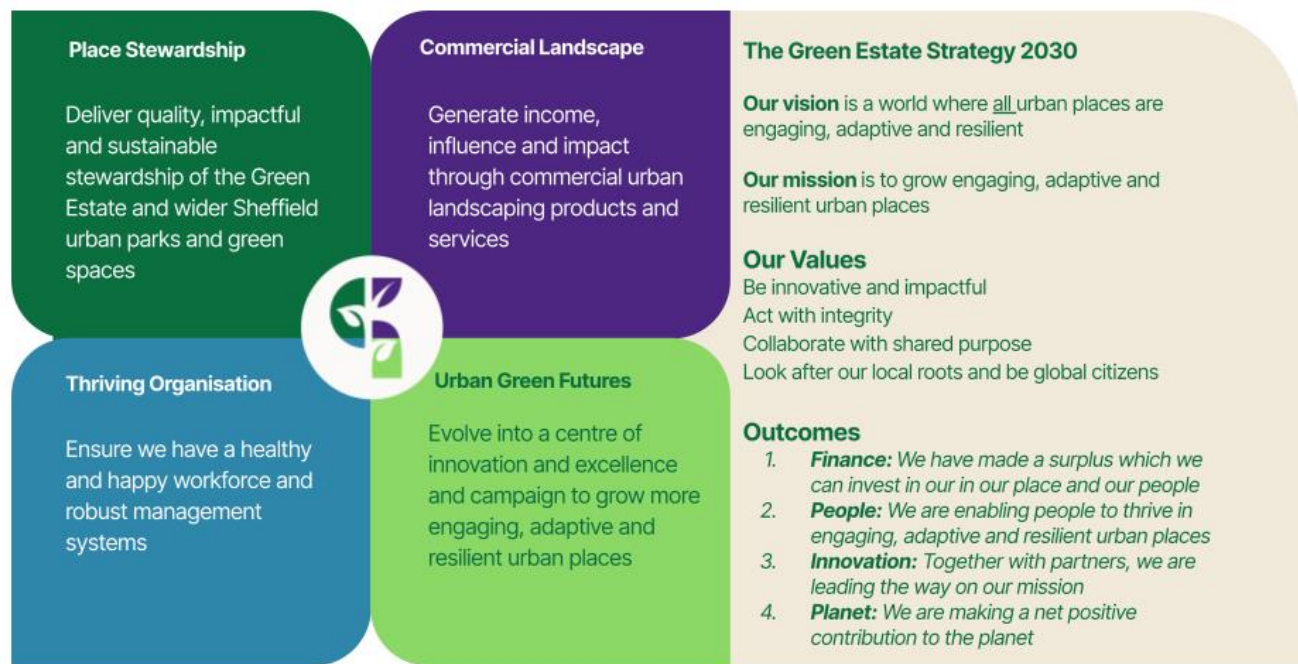 Place Stewardship
Deliver quality, impactful
and sustainable
stewardship of the Green
Estate and wider Sheffield
urban parks and green
spaces
Commercial Landscape
Generate income,
influence and impact
through commercial urban
landscaping products and
services
Thriving Organisation
Ensure we have a healthy
and happy workforce and
robust management
systems
Urban Green Futures
Evolve into a centre of
innovation and excellence
and campaign to grow more
engaging, adaptive and
resilient urban places
The Green Estate Strategy 2030
Our vision is a world where all urban places are
engaging, adaptive and resilient
Our mission is to grow engaging, adaptive and
resilient urban places
Our Values
Be innovative and impactful
Act with integrity
Collaborate with shared purpose
Look after our local roots and be global citizens
Outcomes
1. Finance: We have made a surplus which we
can invest in our in our place and our people
2. People: We are enabling people to thrive in
engaging, adaptive and resilient urban places
3. Innovation: Together with partners, we are
leading the way on our mission
4. Planet: We are making a net positive
contribution to the planet